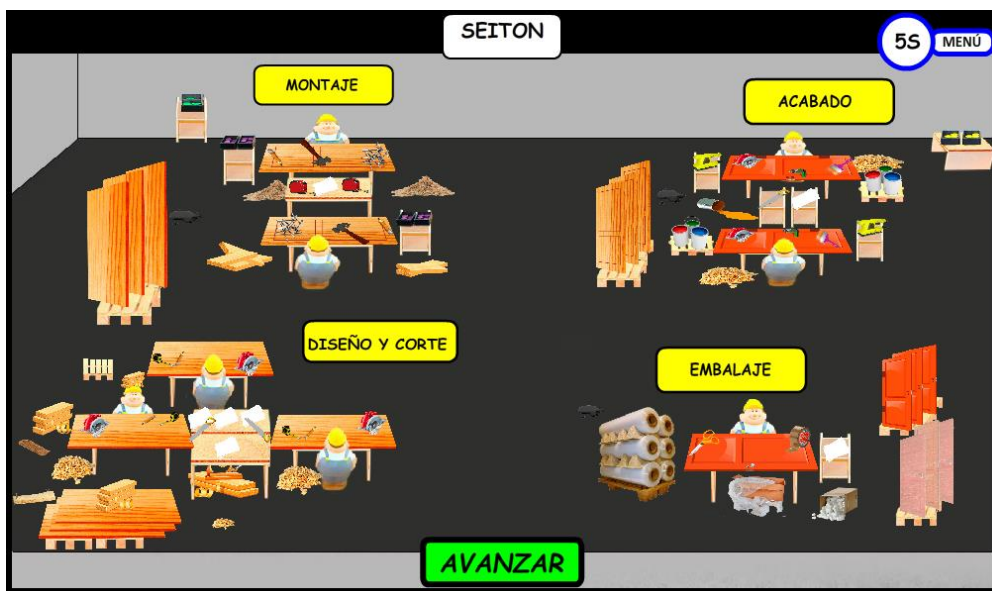 SEITON
5S MENÚ
MONTAJE
ACABADO
DISEÑO Y CORTE
EMBALAJE
AVANZAR